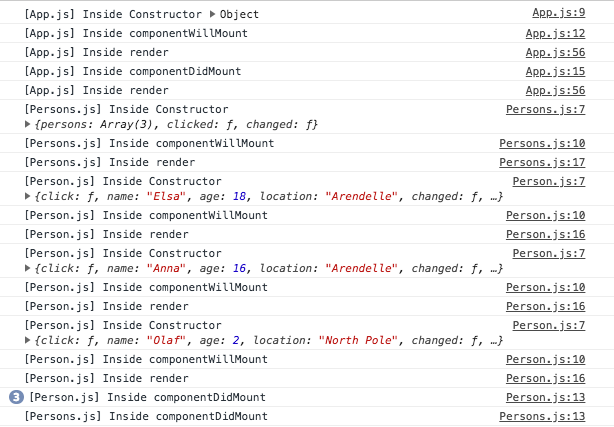 [App.js] Inside Constructor ▶ Object App.js:9
[App.js] Inside componentWillMount App.js:12
[App.js] Inside render App.js:56
[App.js] Inside componentDidMount App.js:15
[App.js] Inside render App.js:56
[Persons.js] Inside Constructor Persons.js:7
▶ {persons: Array(3), clicked: ƒ, changed: ƒ}
[Persons.js] Inside componentWillMount Persons.js:10
[Persons.js] Inside render Persons.js:17
[Person.js] Inside Constructor Person.js:7
▶ {click: ƒ, name: "Elsa", age: 18, location: "Arendelle", changed: ƒ, …}
[Person.js] Inside componentWillMount Person.js:10
[Person.js] Inside render Person.js:16
[Person.js] Inside Constructor Person.js:7
▶ {click: ƒ, name: "Anna", age: 16, location: "Arendelle", changed: ƒ, …}
[Person.js] Inside componentWillMount Person.js:10
[Person.js] Inside render Person.js:16
[Person.js] Inside Constructor Person.js:7
▶ {click: ƒ, name: "Olaf", age: 2, location: "North Pole", changed: ƒ, …}
[Person.js] Inside componentWillMount Person.js:10
[Person.js] Inside render Person.js:16
3 [Person.js] Inside componentDidMount Person.js:13
[Persons.js] Inside componentDidMount Persons.js:13